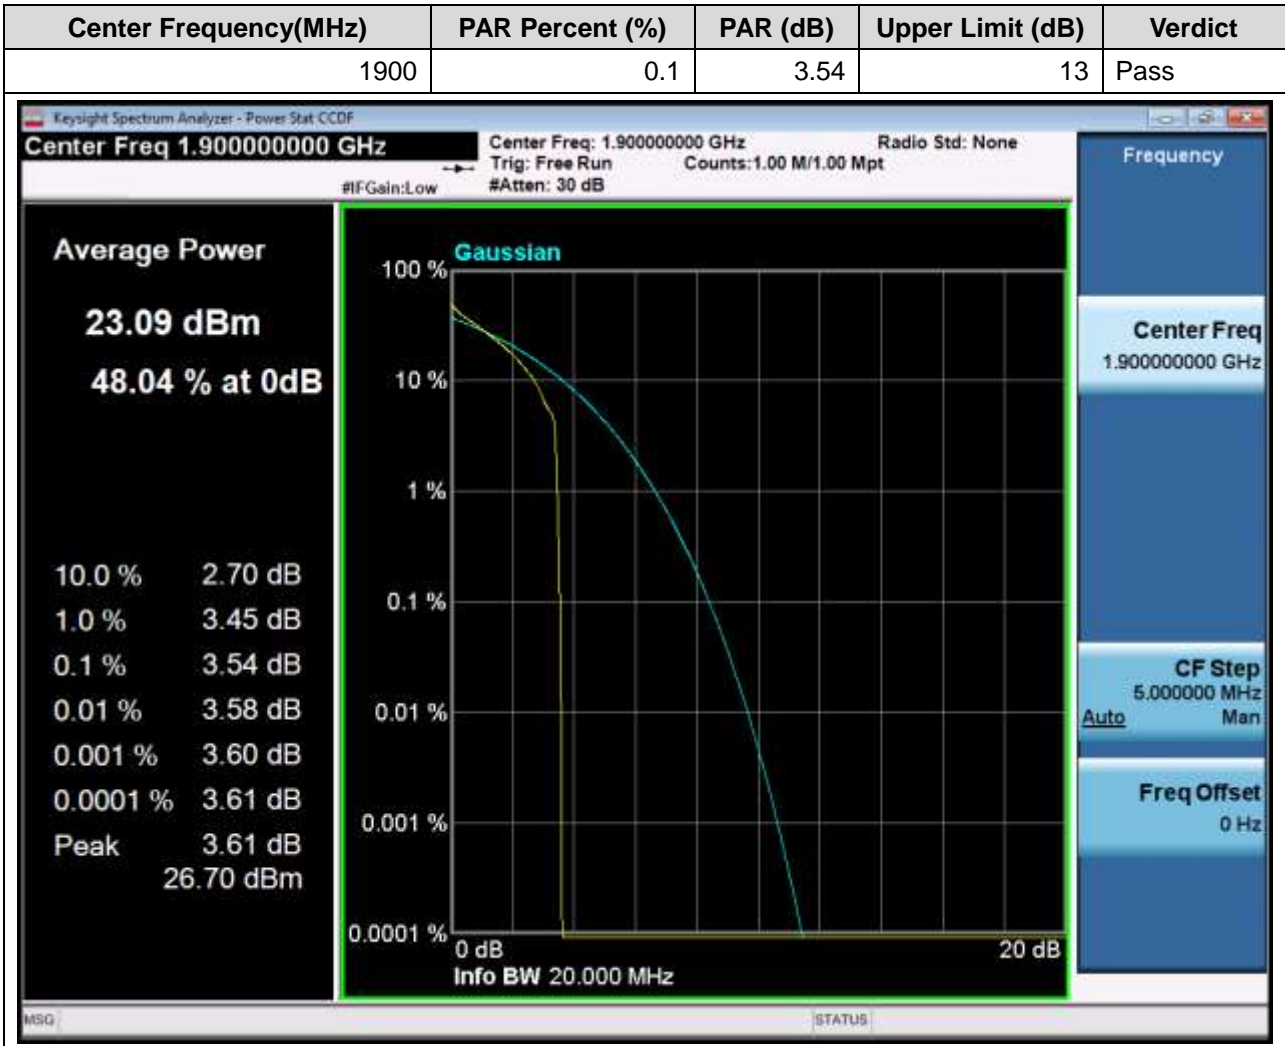 Center Frequency(MHz) PAR Percent (%) PAR (dB) Upper Limit (dB) Verdict
1900 0.1 3.54 13 Pass
Keysight Spectrum Analyzer - Power Stat CCDF
Center Freq 1.900000000 GHz
#IFGain:Low
Center Freq: 1.900000000 GHz Radio Std: None
Trig: Free Run Counts:1.00 M/1.00 Mpt
#Atten: 30 dB
Average Power
23.09 dBm
48.04 % at 0dB
10.0 % 2.70 dB
1.0 % 3.45 dB
0.1 % 3.54 dB
0.01 % 3.58 dB
0.001 % 3.60 dB
0.0001 % 3.61 dB
Peak 3.61 dB
26.70 dBm
Gaussian
100 %
10 %
1 %
0.1 %
0.01 %
0.001 %
0.0001 %
0 dB 20 dB
Info BW 20.000 MHz
Frequency
Center Freq
1.900000000 GHz
CF Step
5.000000 MHz
Auto Man
Freq Offset
0 Hz
MSG STATUS